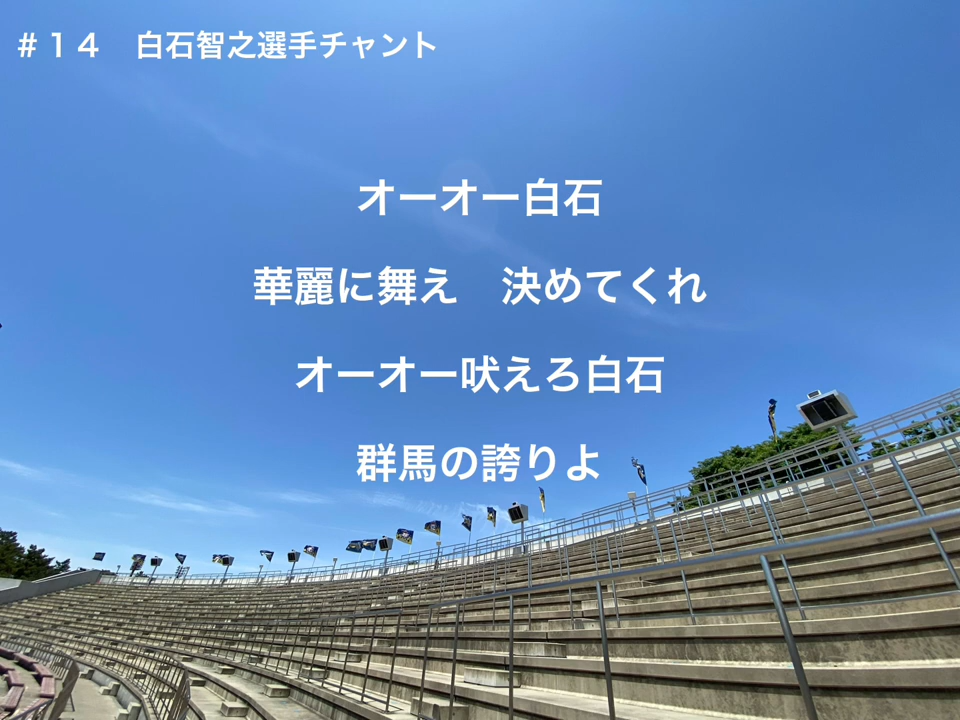 ＃１４　白石智之選手チャント
オーオー白石
華麗に舞え　決めてくれ
オーオー吠えろ白石
群馬の誇りよ